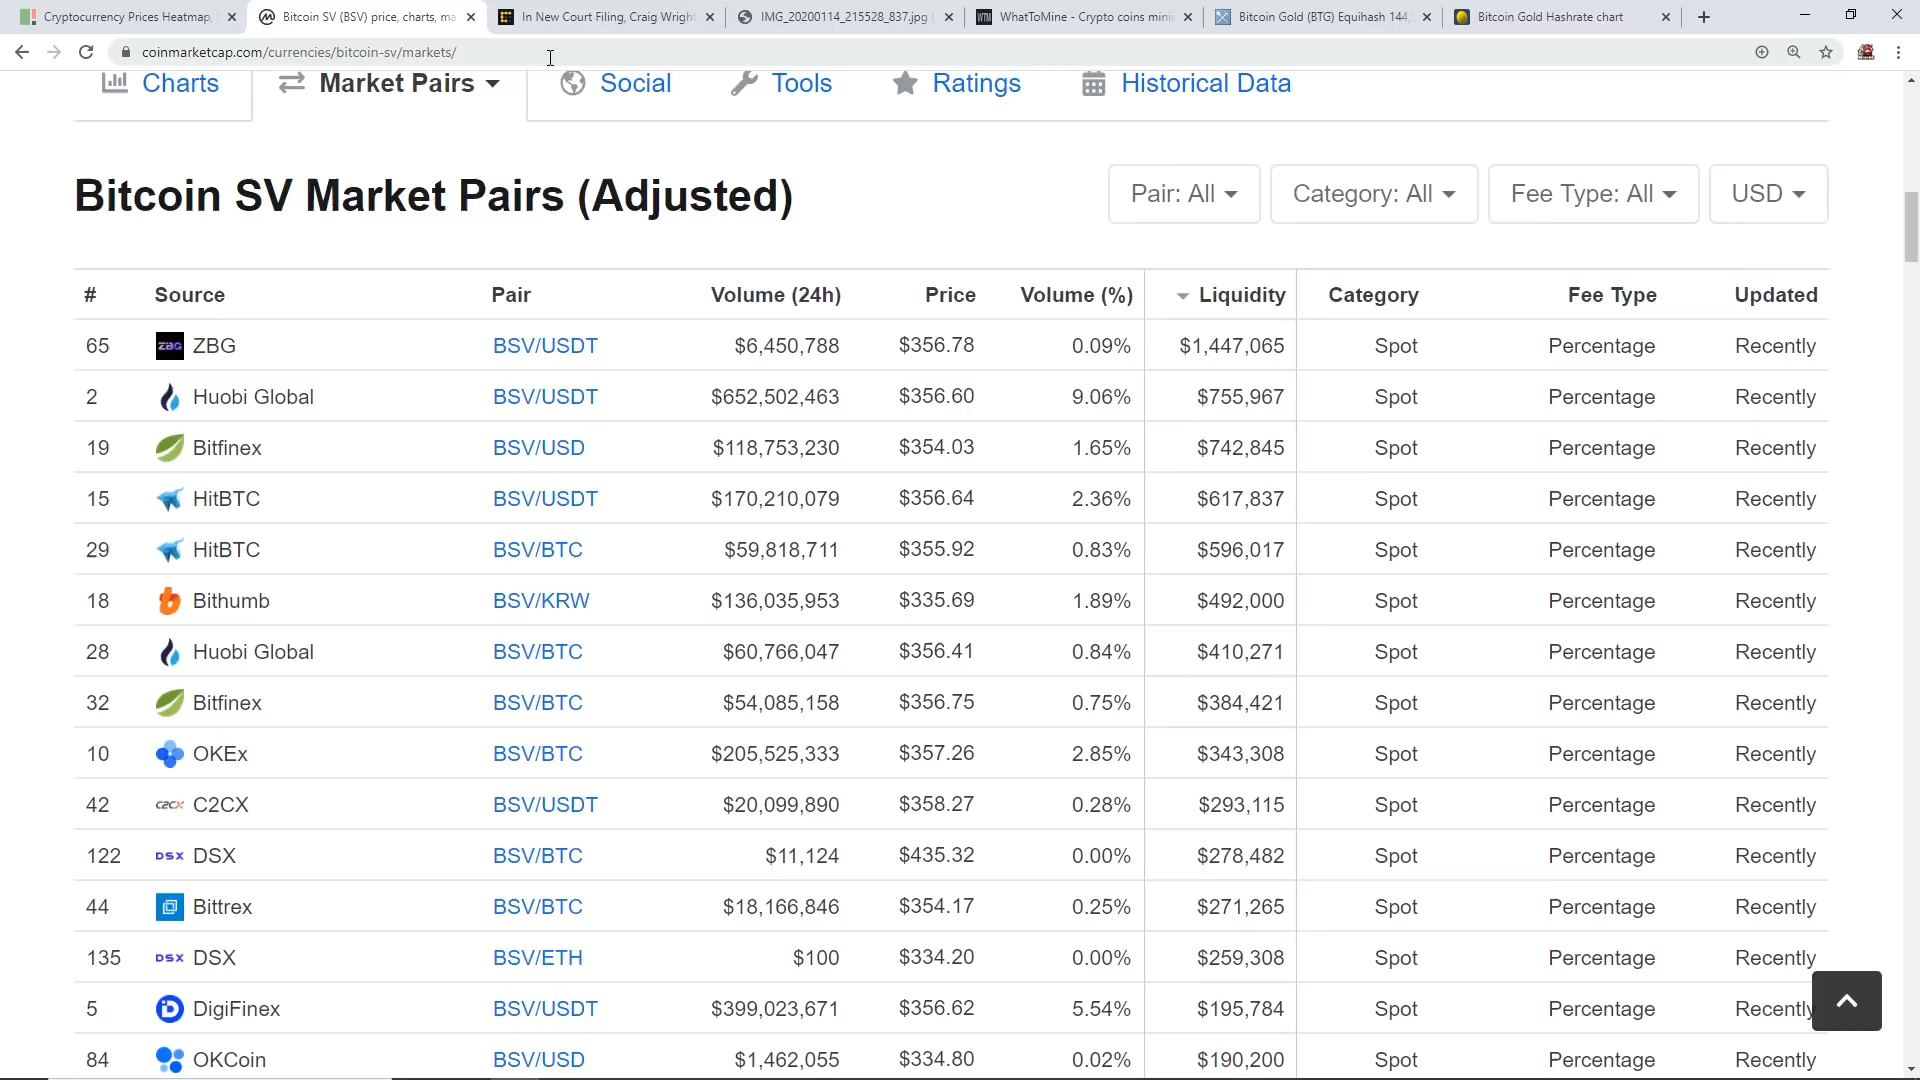 Cryptocurrency Prices Heatmap,
Bitcoin SV (BSV) price, charts, ma
In New Court Filing, Craig Wright
IMG_20200114_215528_837.jpg (
WTM WhatToMine - Crypto coins mini
Bitcoin Gold (BTG) Equihash 144,
Bitcoin Gold Hashrate chart
coinmarketcap.com/currencies/bitcoin-sv/markets/
Charts Market Pairs Social Tools Ratings Historical Data
Bitcoin SV Market Pairs (Adjusted) Pair: All Category: All Fee Type: All USD
# Source Pair Volume (24h) Price Volume (%) Liquidity Category Fee Type Updated
65 ZBG ZBG BSV/USDT $6,450,788 $356.78 0.09% $1,447,065 Spot Percentage Recently
2 Huobi Global BSV/USDT $652,502,463 $356.60 9.06% $755,967 Spot Percentage Recently
19 Bitfinex BSV/USD $118,753,230 $354.03 1.65% $742,845 Spot Percentage Recently
15 HitBTC BSV/USDT $170,210,079 $356.64 2.36% $617,837 Spot Percentage Recently
29 HitBTC BSV/BTC $59,818,711 $355.92 0.83% $596,017 Spot Percentage Recently
18 Bithumb BSV/KRW $136,035,953 $335.69 1.89% $492,000 Spot Percentage Recently
28 Huobi Global BSV/BTC $60,766,047 $356.41 0.84% $410,271 Spot Percentage Recently
32 Bitfinex BSV/BTC $54,085,158 $356.75 0.75% $384,421 Spot Percentage Recently
10 OKEx BSV/BTC $205,525,333 $357.26 2.85% $343,308 Spot Percentage Recently
42 C2CX C2CX BSV/USDT $20,099,890 $358.27 0.28% $293,115 Spot Percentage Recently
122 DSX DSX BSV/BTC $11,124 $435.32 0.00% $278,482 Spot Percentage Recently
44 Bittrex BSV/BTC $18,166,846 $354.17 0.25% $271,265 Spot Percentage Recently
135 DSX DSX BSV/ETH $100 $334.20 0.00% $259,308 Spot Percentage Recently
5 DigiFinex BSV/USDT $399,023,671 $356.62 5.54% $195,784 Spot Percentage Recently
84 OKCoin BSV/USD $1,462,055 $334.80 0.02% $190,200 Spot Percentage Recently